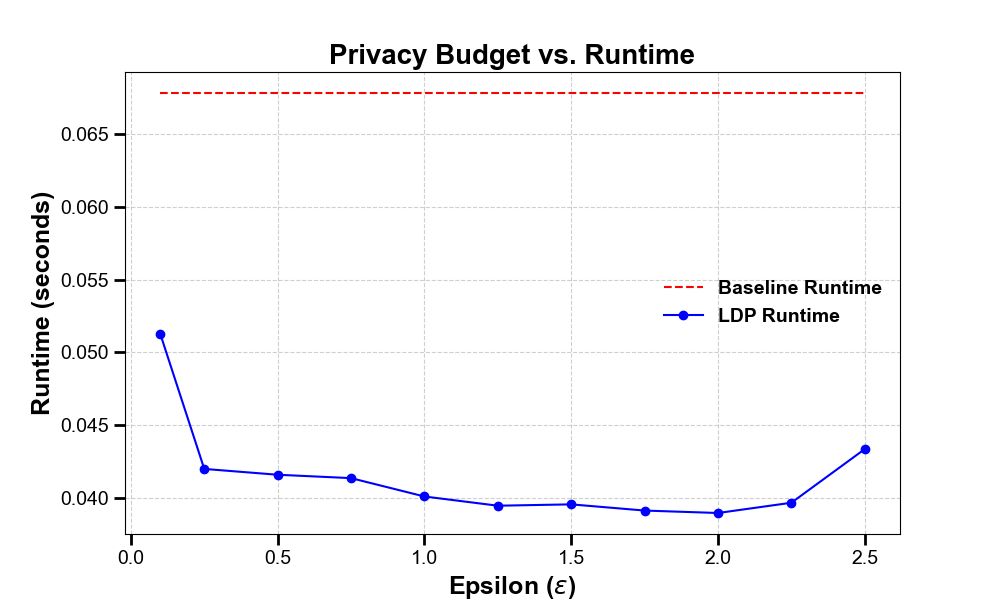 Privacy Budget vs. Runtime
Runtime (seconds)
0.065
0.060
0.055
0.050
0.045
0.040
Baseline Runtime
LDP Runtime
0.0 0.5 1.0 1.5 2.0 2.5
Epsilon (ε)